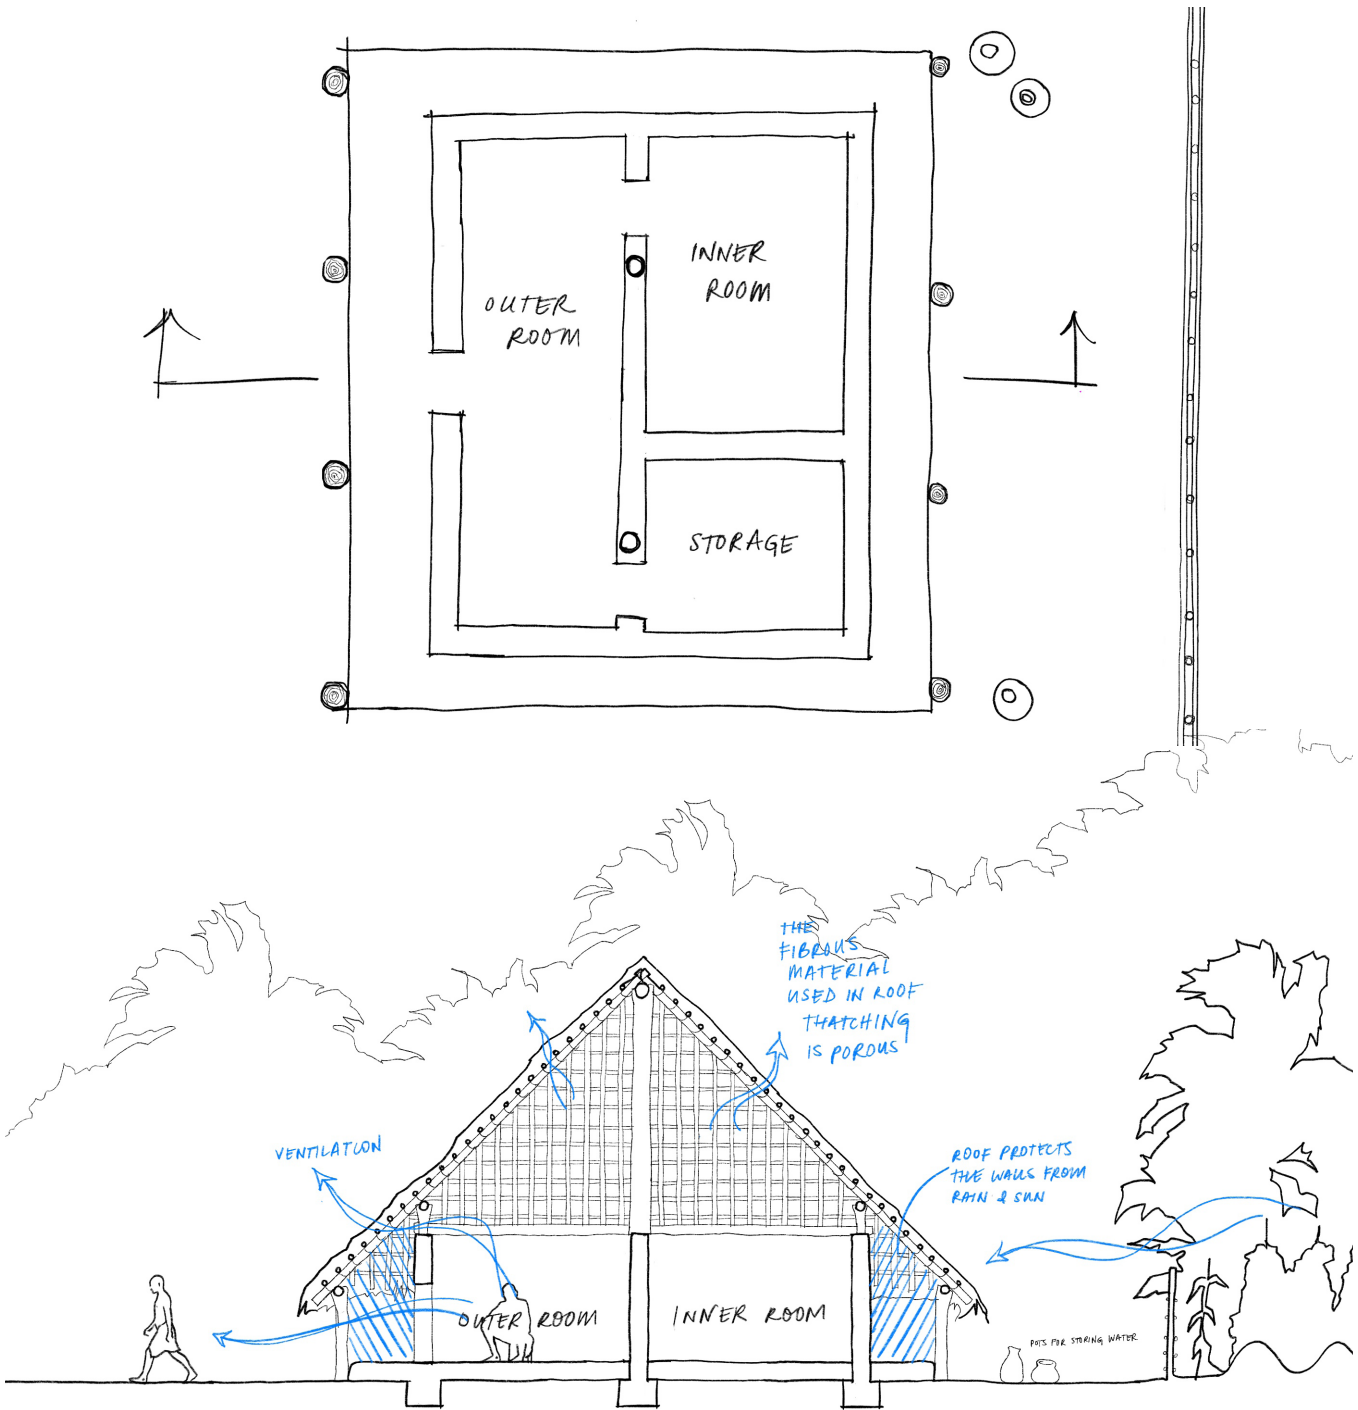 INNER
ROOM
OUTER
ROOM
STORAGE
THE
FIBROUS
MATERIAL
USED IN ROOF
THATCHING
IS POROUS
VENTILATION
ROOF PROTECTS
THE WALLS FROM
RAIN & SUN
OUTER ROOM
INNER ROOM
POTS FOR STORING WATER